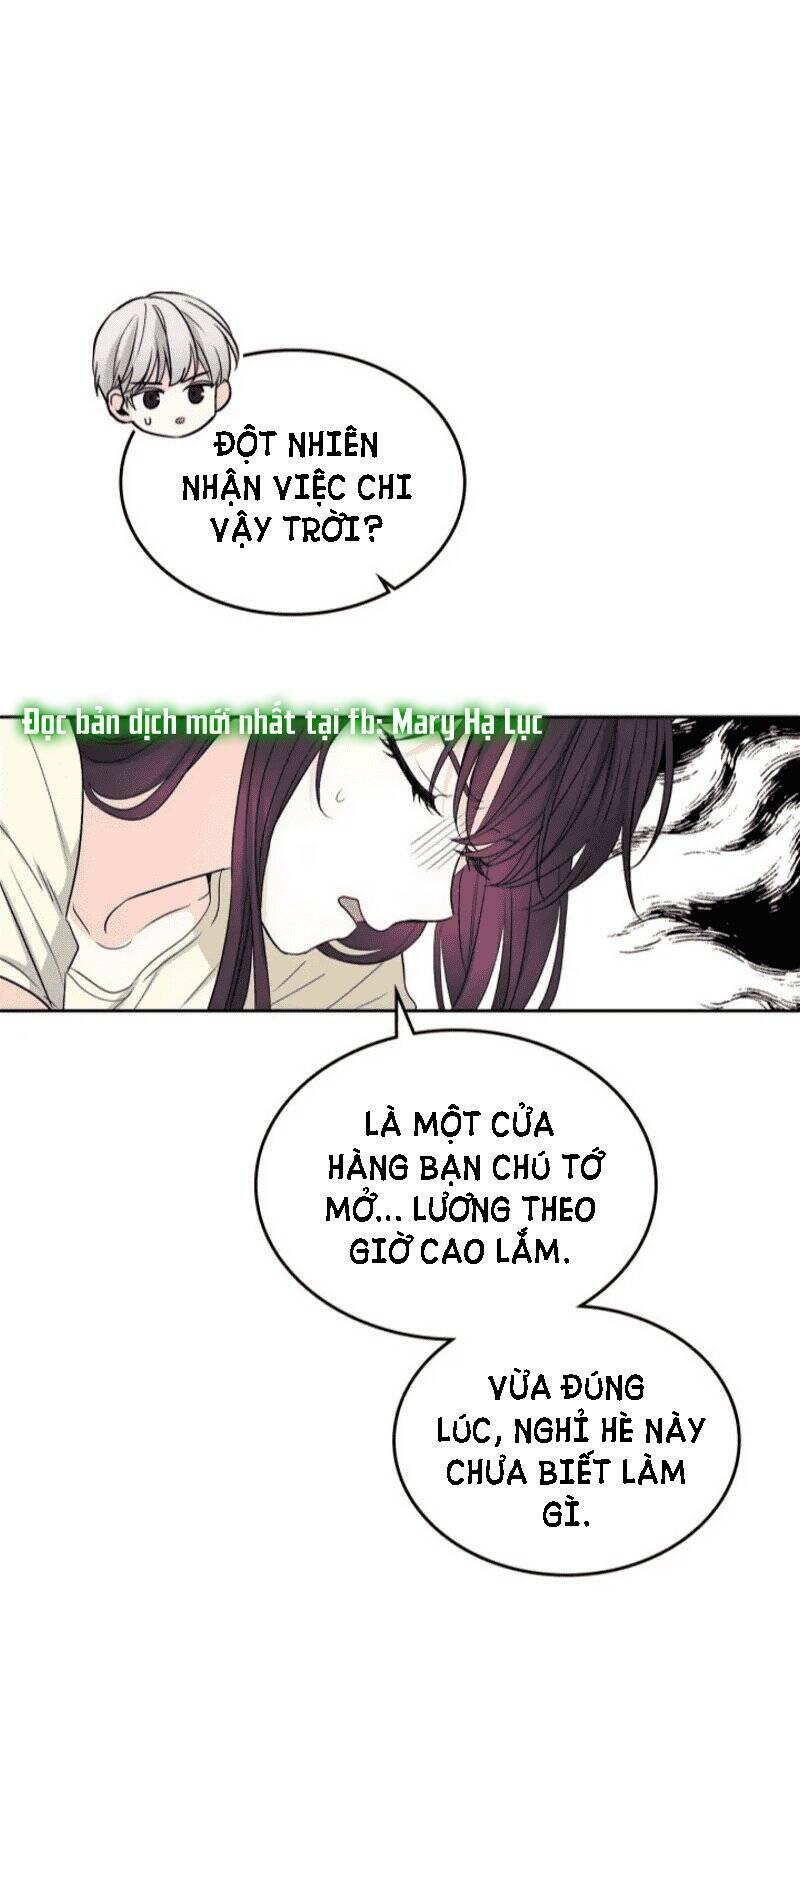 ĐỘT NHIÊN
NHẬN VIỆC CHI
VẬY TRỜI?
Đọc bản dịch mới nhất tại fb: Mary Hạ Lục
LÀ MỘT CỬA
HÀNG BẠN CHÚ TỚ
MỞ... LƯƠNG THEO
GIỜ CAO LẮM.
VỪA ĐÚNG
LÚC, NGHỈ HÈ NÀY
CHƯA BIẾT LÀM
GÌ.